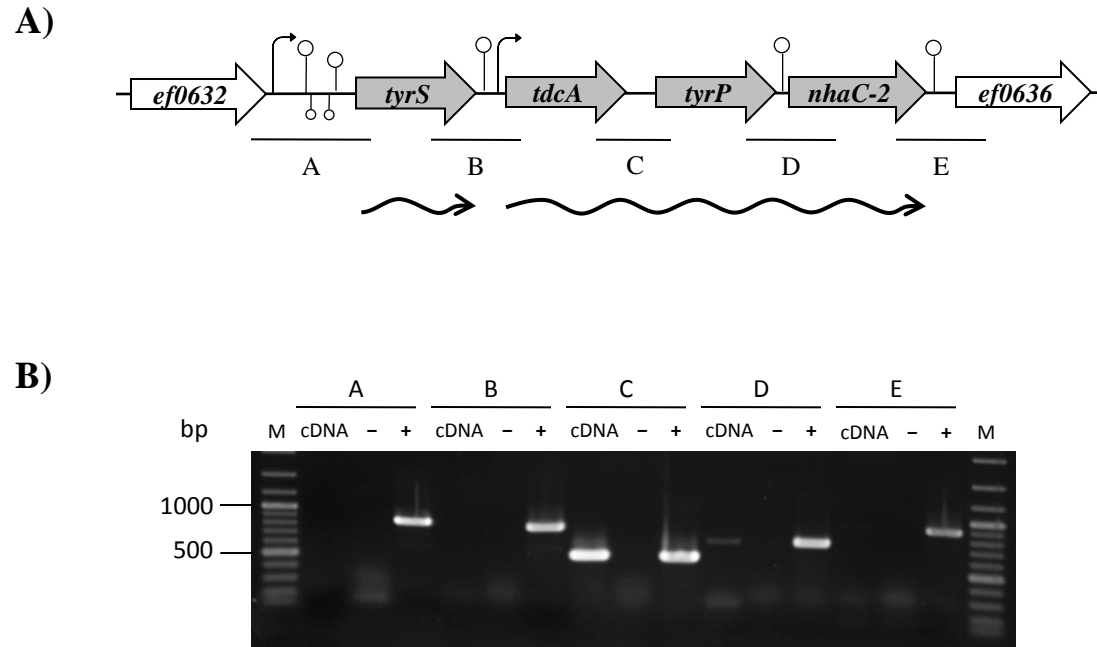 A)
ef0632 tyrS tdcA tyrP nhaC-2 ef0636
A B C D E
B)
A B C D E
bp M cDNA – + cDNA – + cDNA – + cDNA – + cDNA – + M
1000
500